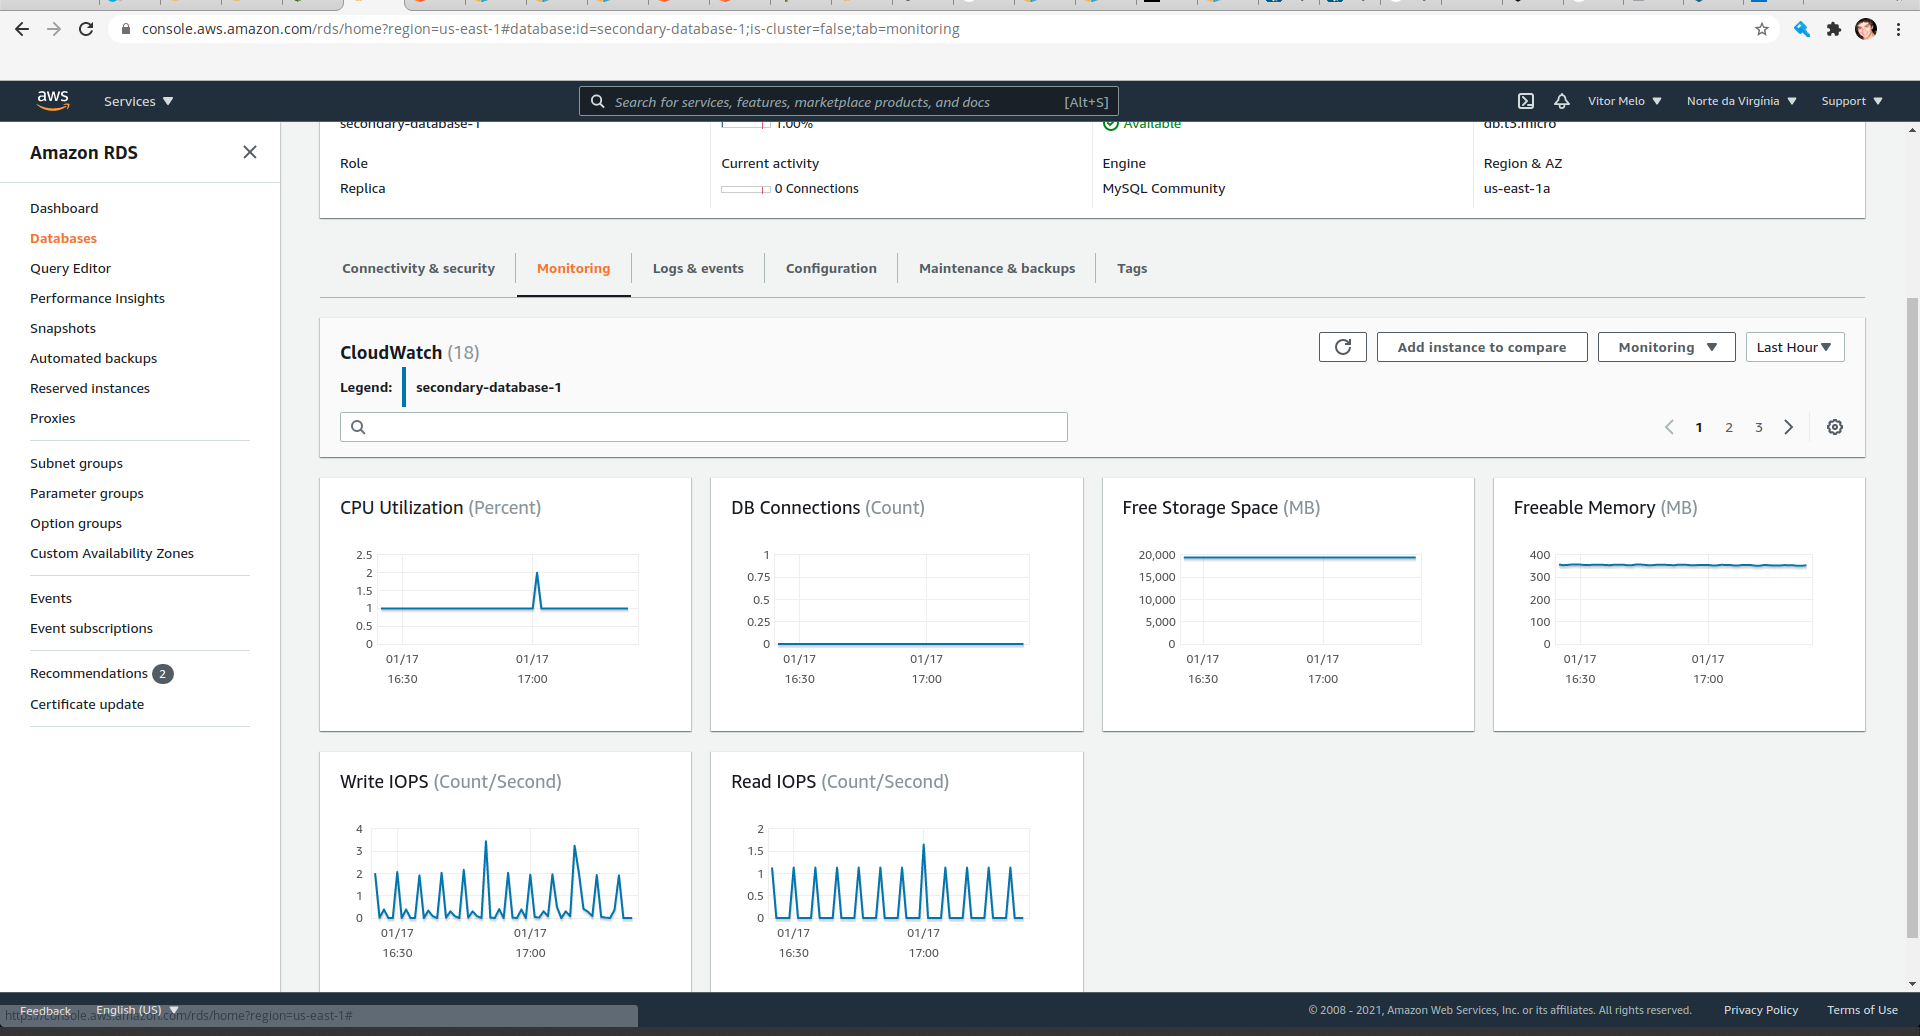 console.aws.amazon.com/rds/home?region=us-east-1#database:id=secondary-database-1;is-cluster=false;tab=monitoring
aws
Services
Search for services, features, marketplace products, and docs
[Alt+S]
Vitor Melo
Norte da Virgínia
Support
Amazon RDS
Dashboard
Databases
Query Editor
Performance Insights
Snapshots
Automated backups
Reserved instances
Proxies
Subnet groups
Parameter groups
Option groups
Custom Availability Zones
Events
Event subscriptions
Recommendations 2
Certificate update
secondary-database-1
1.00%
Available
db.t3.micro
Role
Current activity
Engine
Region & AZ
Replica
0 Connections
MySQL Community
us-east-1a
Connectivity & security
Monitoring
Logs & events
Configuration
Maintenance & backups
Tags
CloudWatch (18)
Add instance to compare
Monitoring
Last Hour
Legend:
secondary-database-1
1 2 3
CPU Utilization (Percent)
2.5
2
1.5
1
0.5
0
01/17 01/17
16:30 17:00
DB Connections (Count)
1
0.75
0.5
0.25
0
01/17 01/17
16:30 17:00
Free Storage Space (MB)
20,000
15,000
10,000
5,000
0
01/17 01/17
16:30 17:00
Freeable Memory (MB)
400
300
200
100
0
01/17 01/17
16:30 17:00
Write IOPS (Count/Second)
4
3
2
1
0
01/17 01/17
16:30 17:00
Read IOPS (Count/Second)
2
1.5
1
0.5
0
01/17 01/17
16:30 17:00
Feedback
English (US)
https://console.aws.amazon.com/rds/home?region=us-east-1#
© 2008 - 2021, Amazon Web Services, Inc. or its affiliates. All rights reserved.
Privacy Policy
Terms of Use